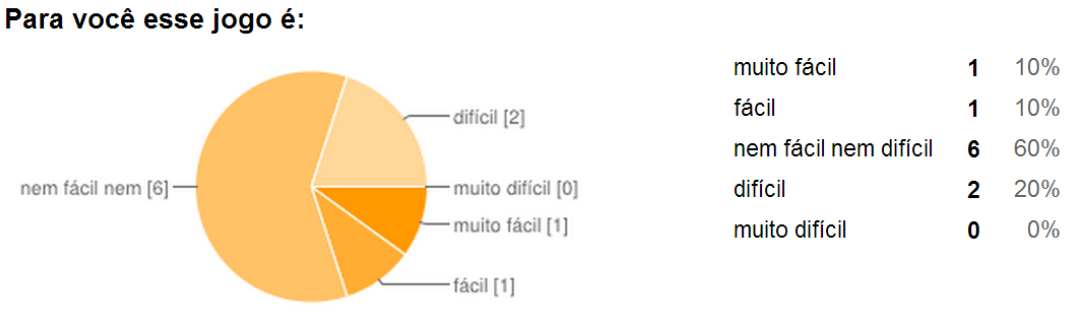 Para você esse jogo é:
difícil [2]
nem fácil nem [6]
muito difícil [0]
muito fácil [1]
fácil [1]
muito fácil 1 10%
fácil 1 10%
nem fácil nem difícil 6 60%
difícil 2 20%
muito difícil 0 0%